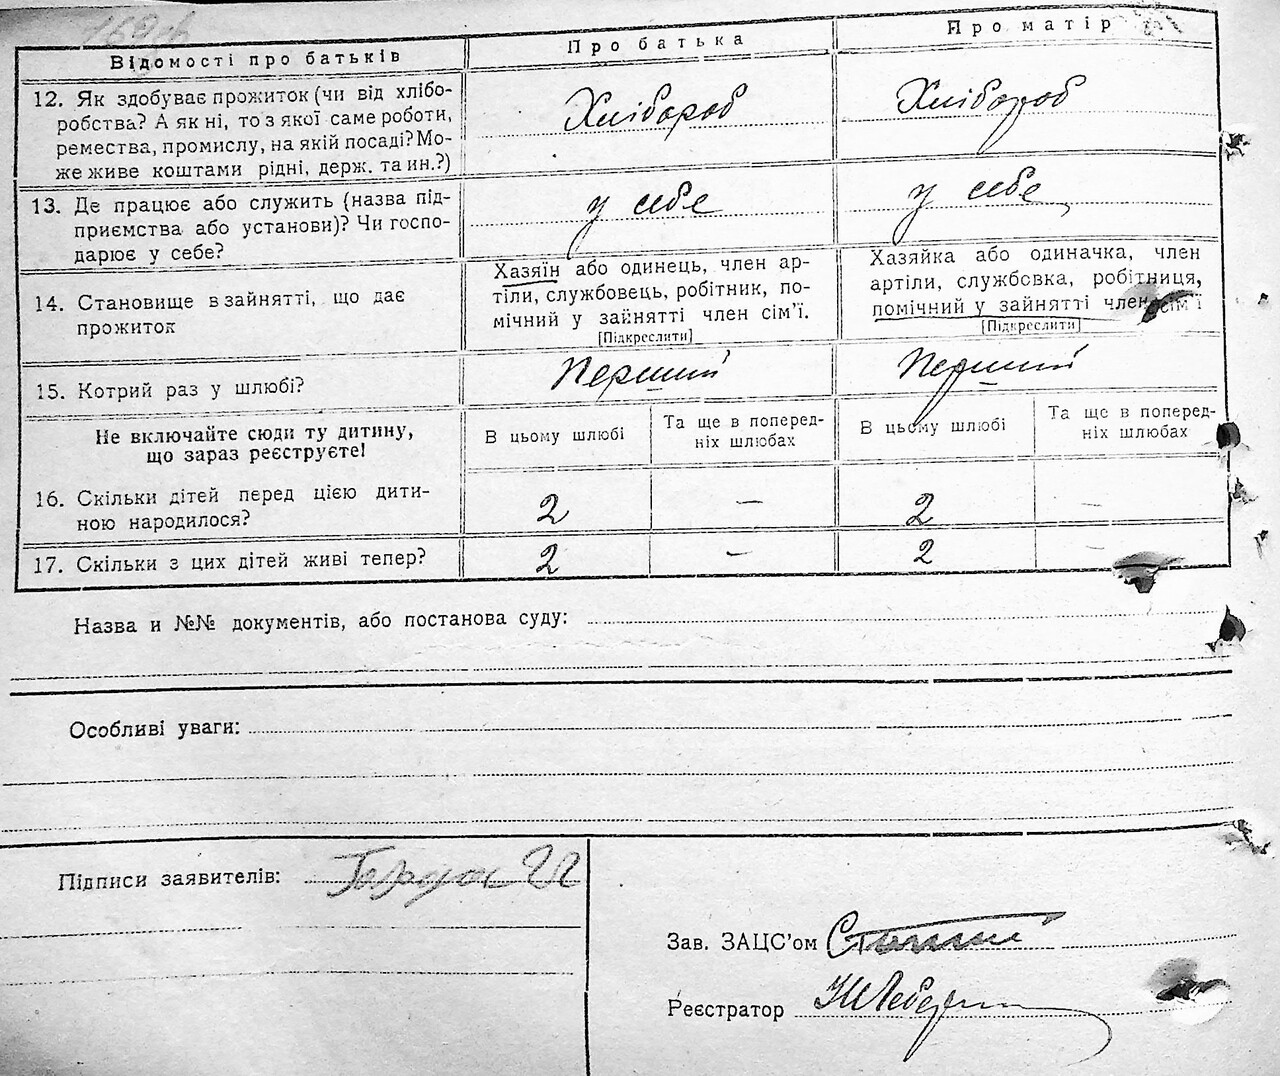 Відомості про батьків
Про батька
Про матір
12. Як здобуває прожиток (чи від хлібо-
робства? А як ні, то з якої саме роботи,
ремества, промислу, на якій посаді? Мо-
же живе коштами рідні, держ. та ин.?)
Хлібороб
Хлібороб
13. Де працює або служить (назва під-
приємства або установи)? Чи госпо-
дарює у себе?
у себе
у себе
14. Становище в зайнятті, що дає
прожиток
Хазяїн або одинець, член ар-
тіли, службовець, робітник, по-
мічний у зайнятті член сім'ї.
[Підкреслити]
Хазяйка або одиначка, член
артіли, службовка, робітниця,
помічний у зайнятті член сім'ї
[Підкреслити]
15. Котрий раз у шлюбі?
Перший
Перший
Не включайте сюди ту дитину,
що зараз реєструєте!
В цьому шлюбі
Та ще в поперед-
ніх шлюбах
В цьому шлюбі
Та ще в поперед-
ніх шлюбах
16. Скільки дітей перед цією дити-
ною народилося?
2
—
2
—
17. Скільки з цих дітей живі тепер?
2
—
2
—
Назва и №№ документів, або постанова суду:
Особливі уваги:
Підписи заявителів:
Зав. ЗАЦС'ом
Реєстратор